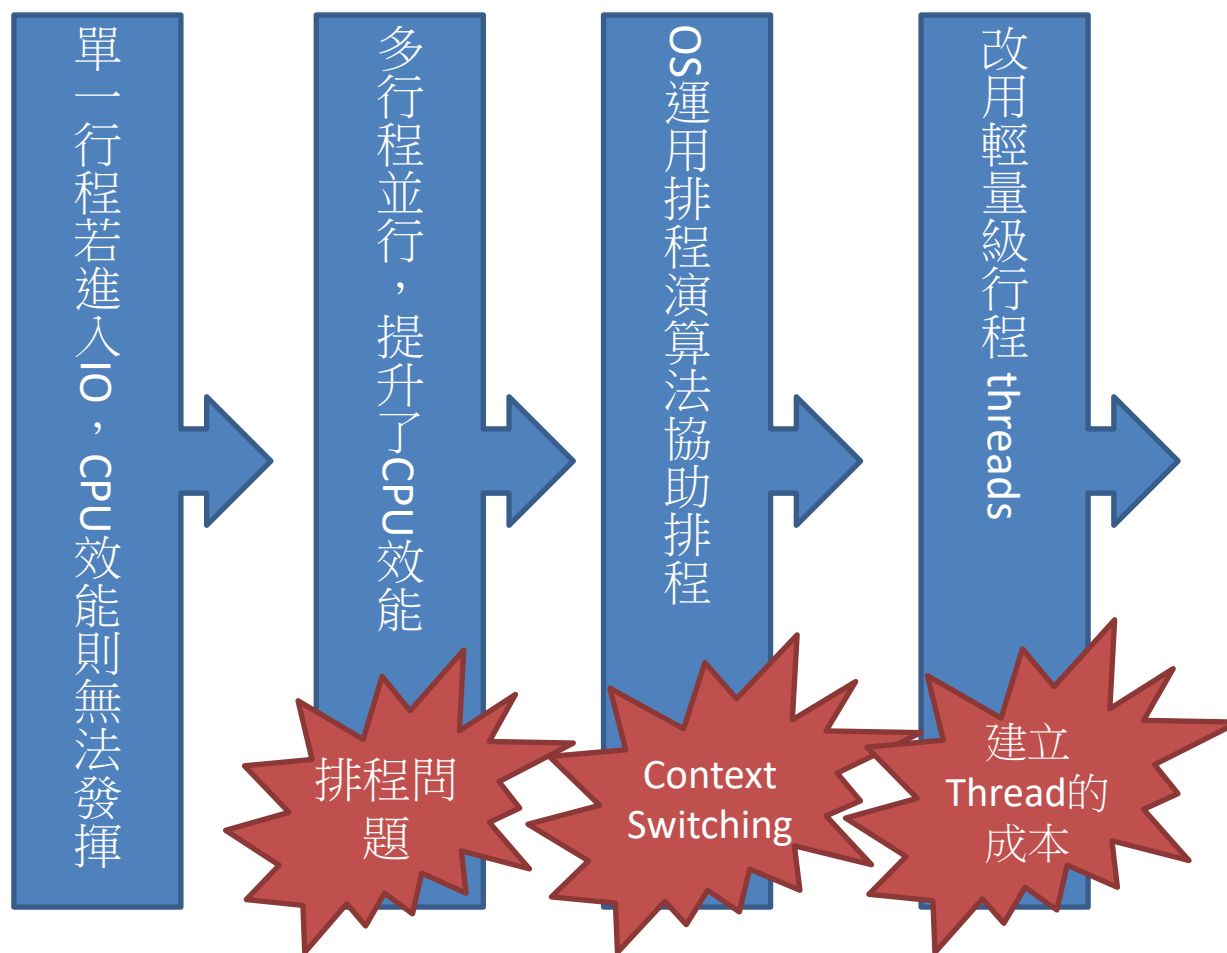 單一行程若進入IO，CPU效能則無法發揮
多行程並行，提升了CPU效能
排程問
題
OS運用排程演算法協助排程
Context
Switching
改用輕量級行程 threads
建立
Thread的
成本